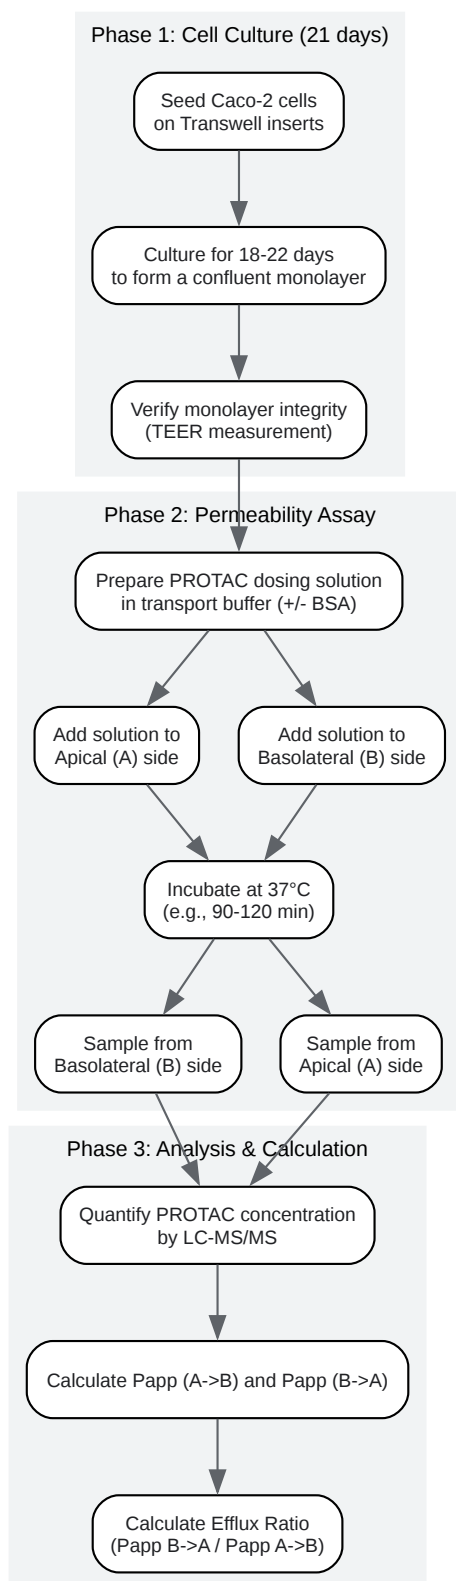 Phase 1: Cell Culture (21 days)
Seed Caco-2 cells
on Transwell inserts
Culture for 18-22 days
to form a confluent monolayer
Verify monolayer integrity
(TEER measurement)
Phase 2: Permeability Assay
Prepare PROTAC dosing solution
in transport buffer (+/- BSA)
Add solution to
Apical (A) side
Add solution to
Basolateral (B) side
Incubate at 37°C
(e.g., 90-120 min)
Sample from
Basolateral (B) side
Sample from
Apical (A) side
Phase 3: Analysis & Calculation
Quantify PROTAC concentration
by LC-MS/MS
Calculate Papp (A->B) and Papp (B->A)
Calculate Efflux Ratio
(Papp B->A / Papp A->B)